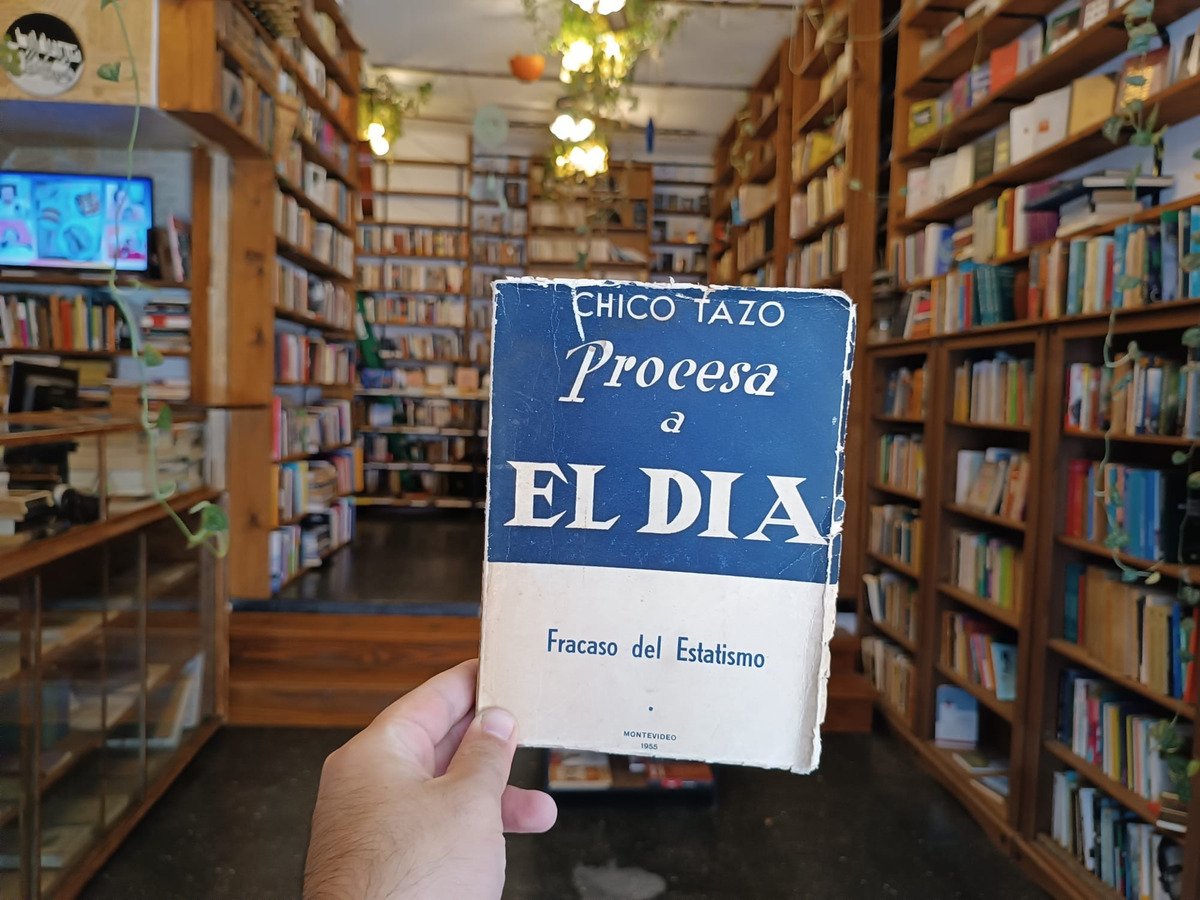 CHICO TAZO
Procesa
a
EL DIA
Fracaso del Estatismo
MONTEVIDEO
1955